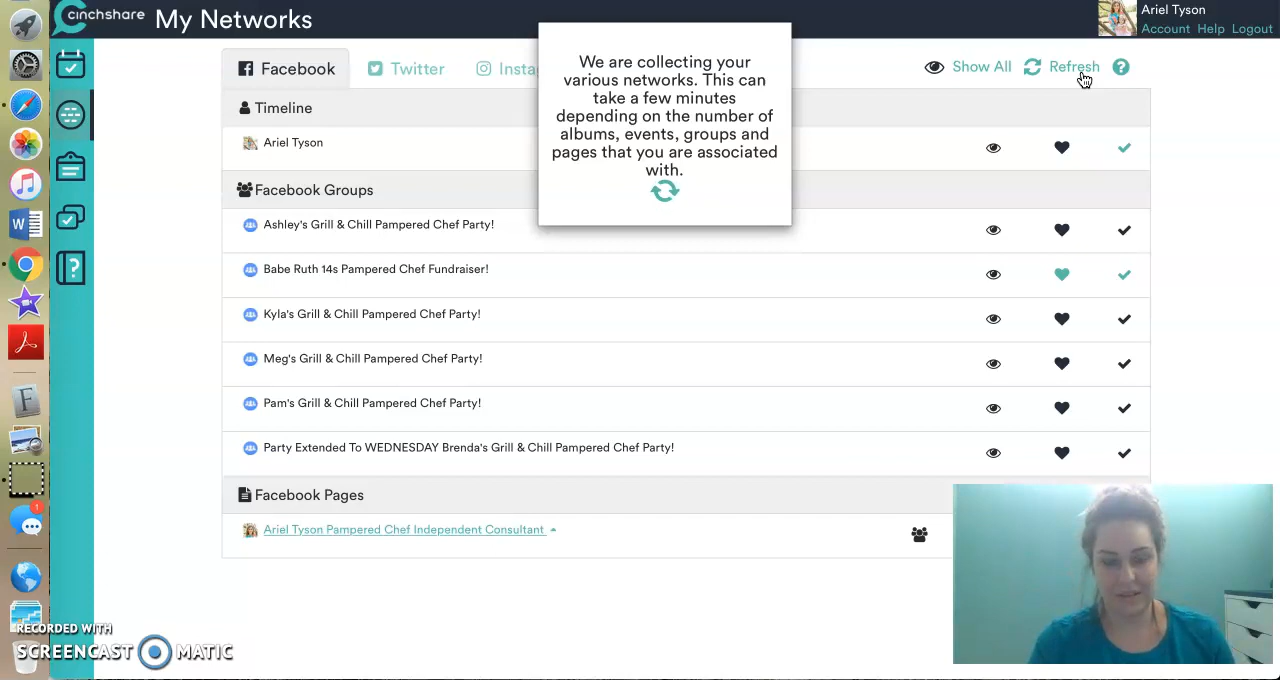 cinchshare My Networks
Ariel Tyson
Account Help Logout
Facebook Twitter Insta
Show All Refresh ?
We are collecting your
various networks. This can
take a few minutes
depending on the number of
albums, events, groups and
pages that you are associated
with.
Timeline
Ariel Tyson
Facebook Groups
Ashley's Grill & Chill Pampered Chef Party!
Babe Ruth 14s Pampered Chef Fundraiser!
Kyla's Grill & Chill Pampered Chef Party!
Meg's Grill & Chill Pampered Chef Party!
Pam's Grill & Chill Pampered Chef Party!
Party Extended To WEDNESDAY Brenda's Grill & Chill Pampered Chef Party!
Facebook Pages
Ariel Tyson Pampered Chef Independent Consultant
W
?
F
1
RECORDED WITH
SCREENCAST MATIC